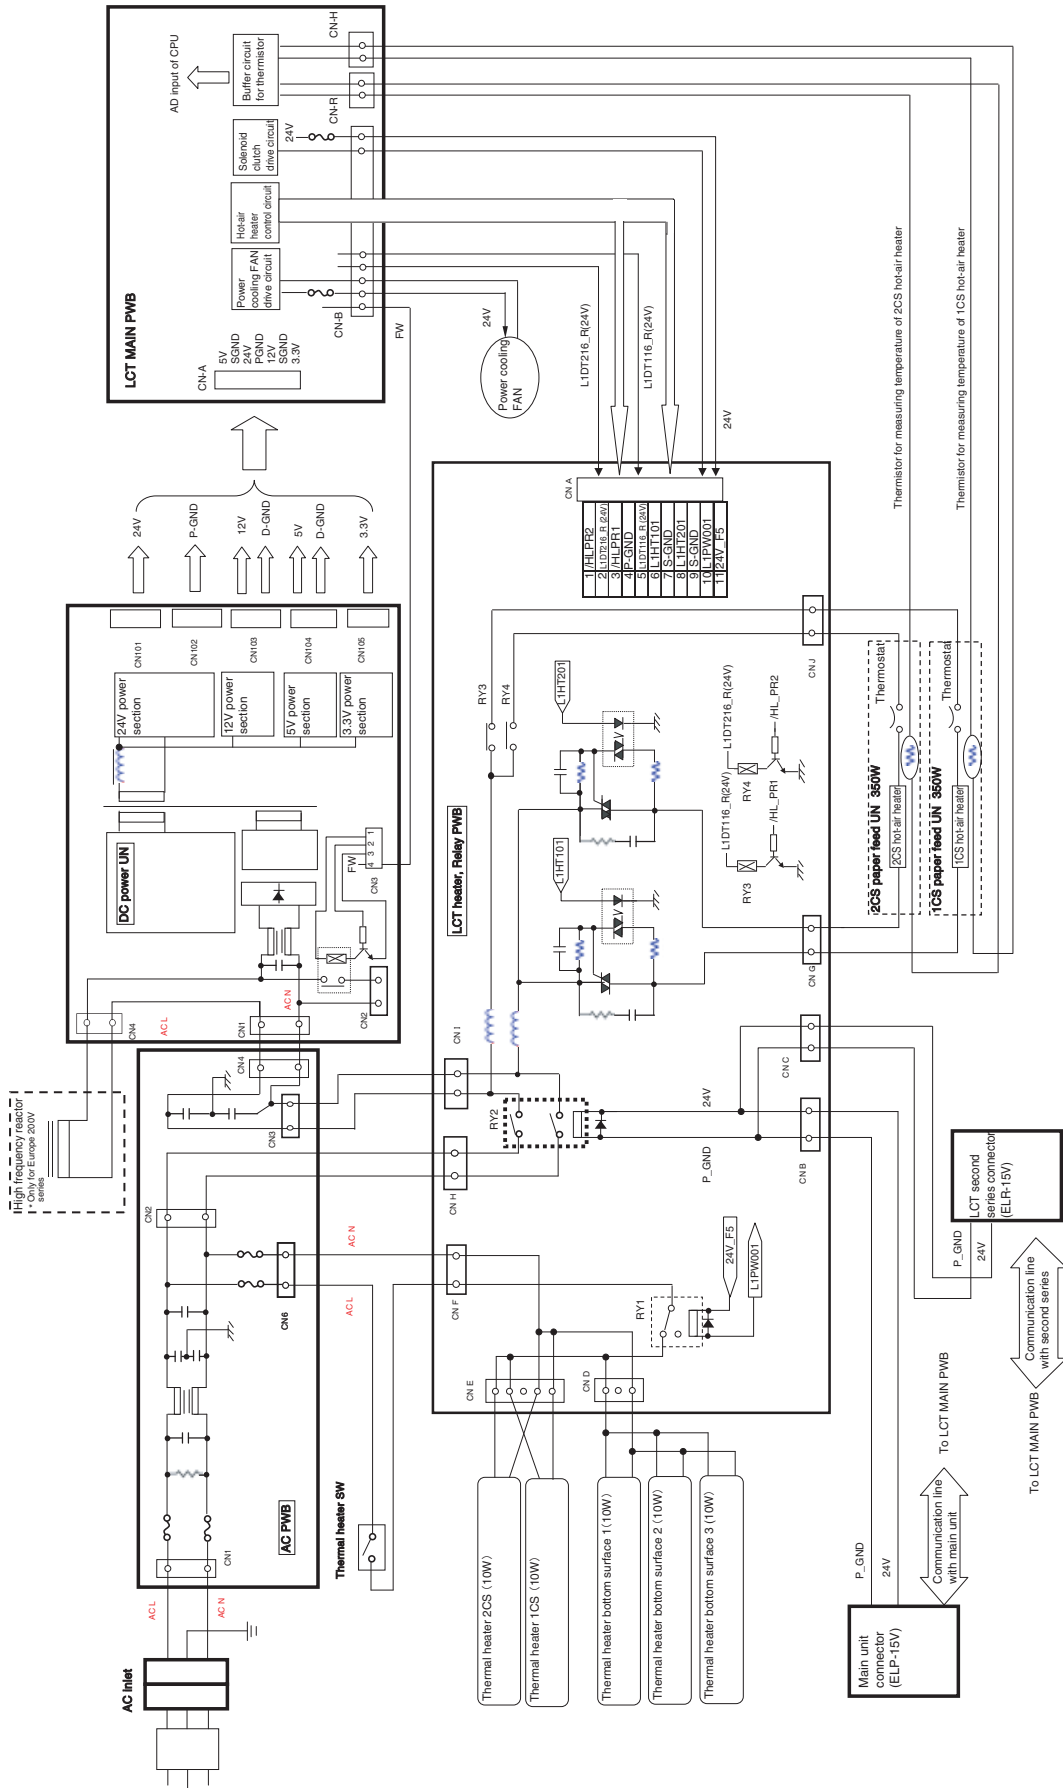 AC inlet
AC L
AC N
AC PWB
CN1
CN2
CN3
CN4
CN6
Thermal heater SW
AC N
AC L
High frequency reactor
* Only for Europe 200V
series
DC power UN
CN4
AC L
CN1
AC N
CN2
FW
4
3
2
1
CN3
24V power
section
12V power
section
5V power
section
3.3V power
section
CN101
CN102
CN103
CN104
CN105
24V
P-GND
12V
D-GND
5V
D-GND
3.3V
LCT MAIN PWB
CN-A
5V
SGND
24V
PGND
12V
SGND
3.3V
Power
cooling FAN
drive circuit
Hot-air
heater
control circuit
Solenoid
clutch
drive circuit
Buffer circuit
for thermistor
AD input of CPU
24V
CN-B
CN-R
CN-H
FW
24V
Power cooling
FAN
L1DT216_R(24V)
L1DT116_R(24V)
24V
LCT heater, Relay PWB
CN A
1 /HLPR2
2 L1DT216_R (24V)
3 /HLPR1
4 P-GND
5 L1DT116_R (24V)
6 L1HT101
7 S-GND
8 L1HT201
9 S-GND
10 L1PW001
11 24V_F5
CN I
CN H
CN F
CN E
CN D
RY2
RY3
RY4
L1HT101
L1HT201
L1DT116_R(24V)
RY3
/HL_PR1
L1DT216_R(24V)
RY4
/HL_PR2
24V
P_GND
RY1
24V_F5
L1PW001
CN B
CN C
CN G
CN J
Thermal heater 2CS (10W)
Thermal heater 1CS (10W)
Thermal heater bottom surface 1 (10W)
Thermal heater bottom surface 2 (10W)
Thermal heater bottom surface 3 (10W)
2CS paper feed UN 350W
2CS hot-air heater
Thermostat
1CS paper feed UN 350W
1CS hot-air heater
Thermostat
Thermistor for measuring temperature of 2CS hot-air heater
Thermistor for measuring temperature of 1CS hot-air heater
Main unit
connector
(ELP-15V)
P_GND
24V
Communication line
with main unit
To LCT MAIN PWB
LCT second
series connector
(ELR-15V)
P_GND
24V
Communication line
with second series
To LCT MAIN PWB